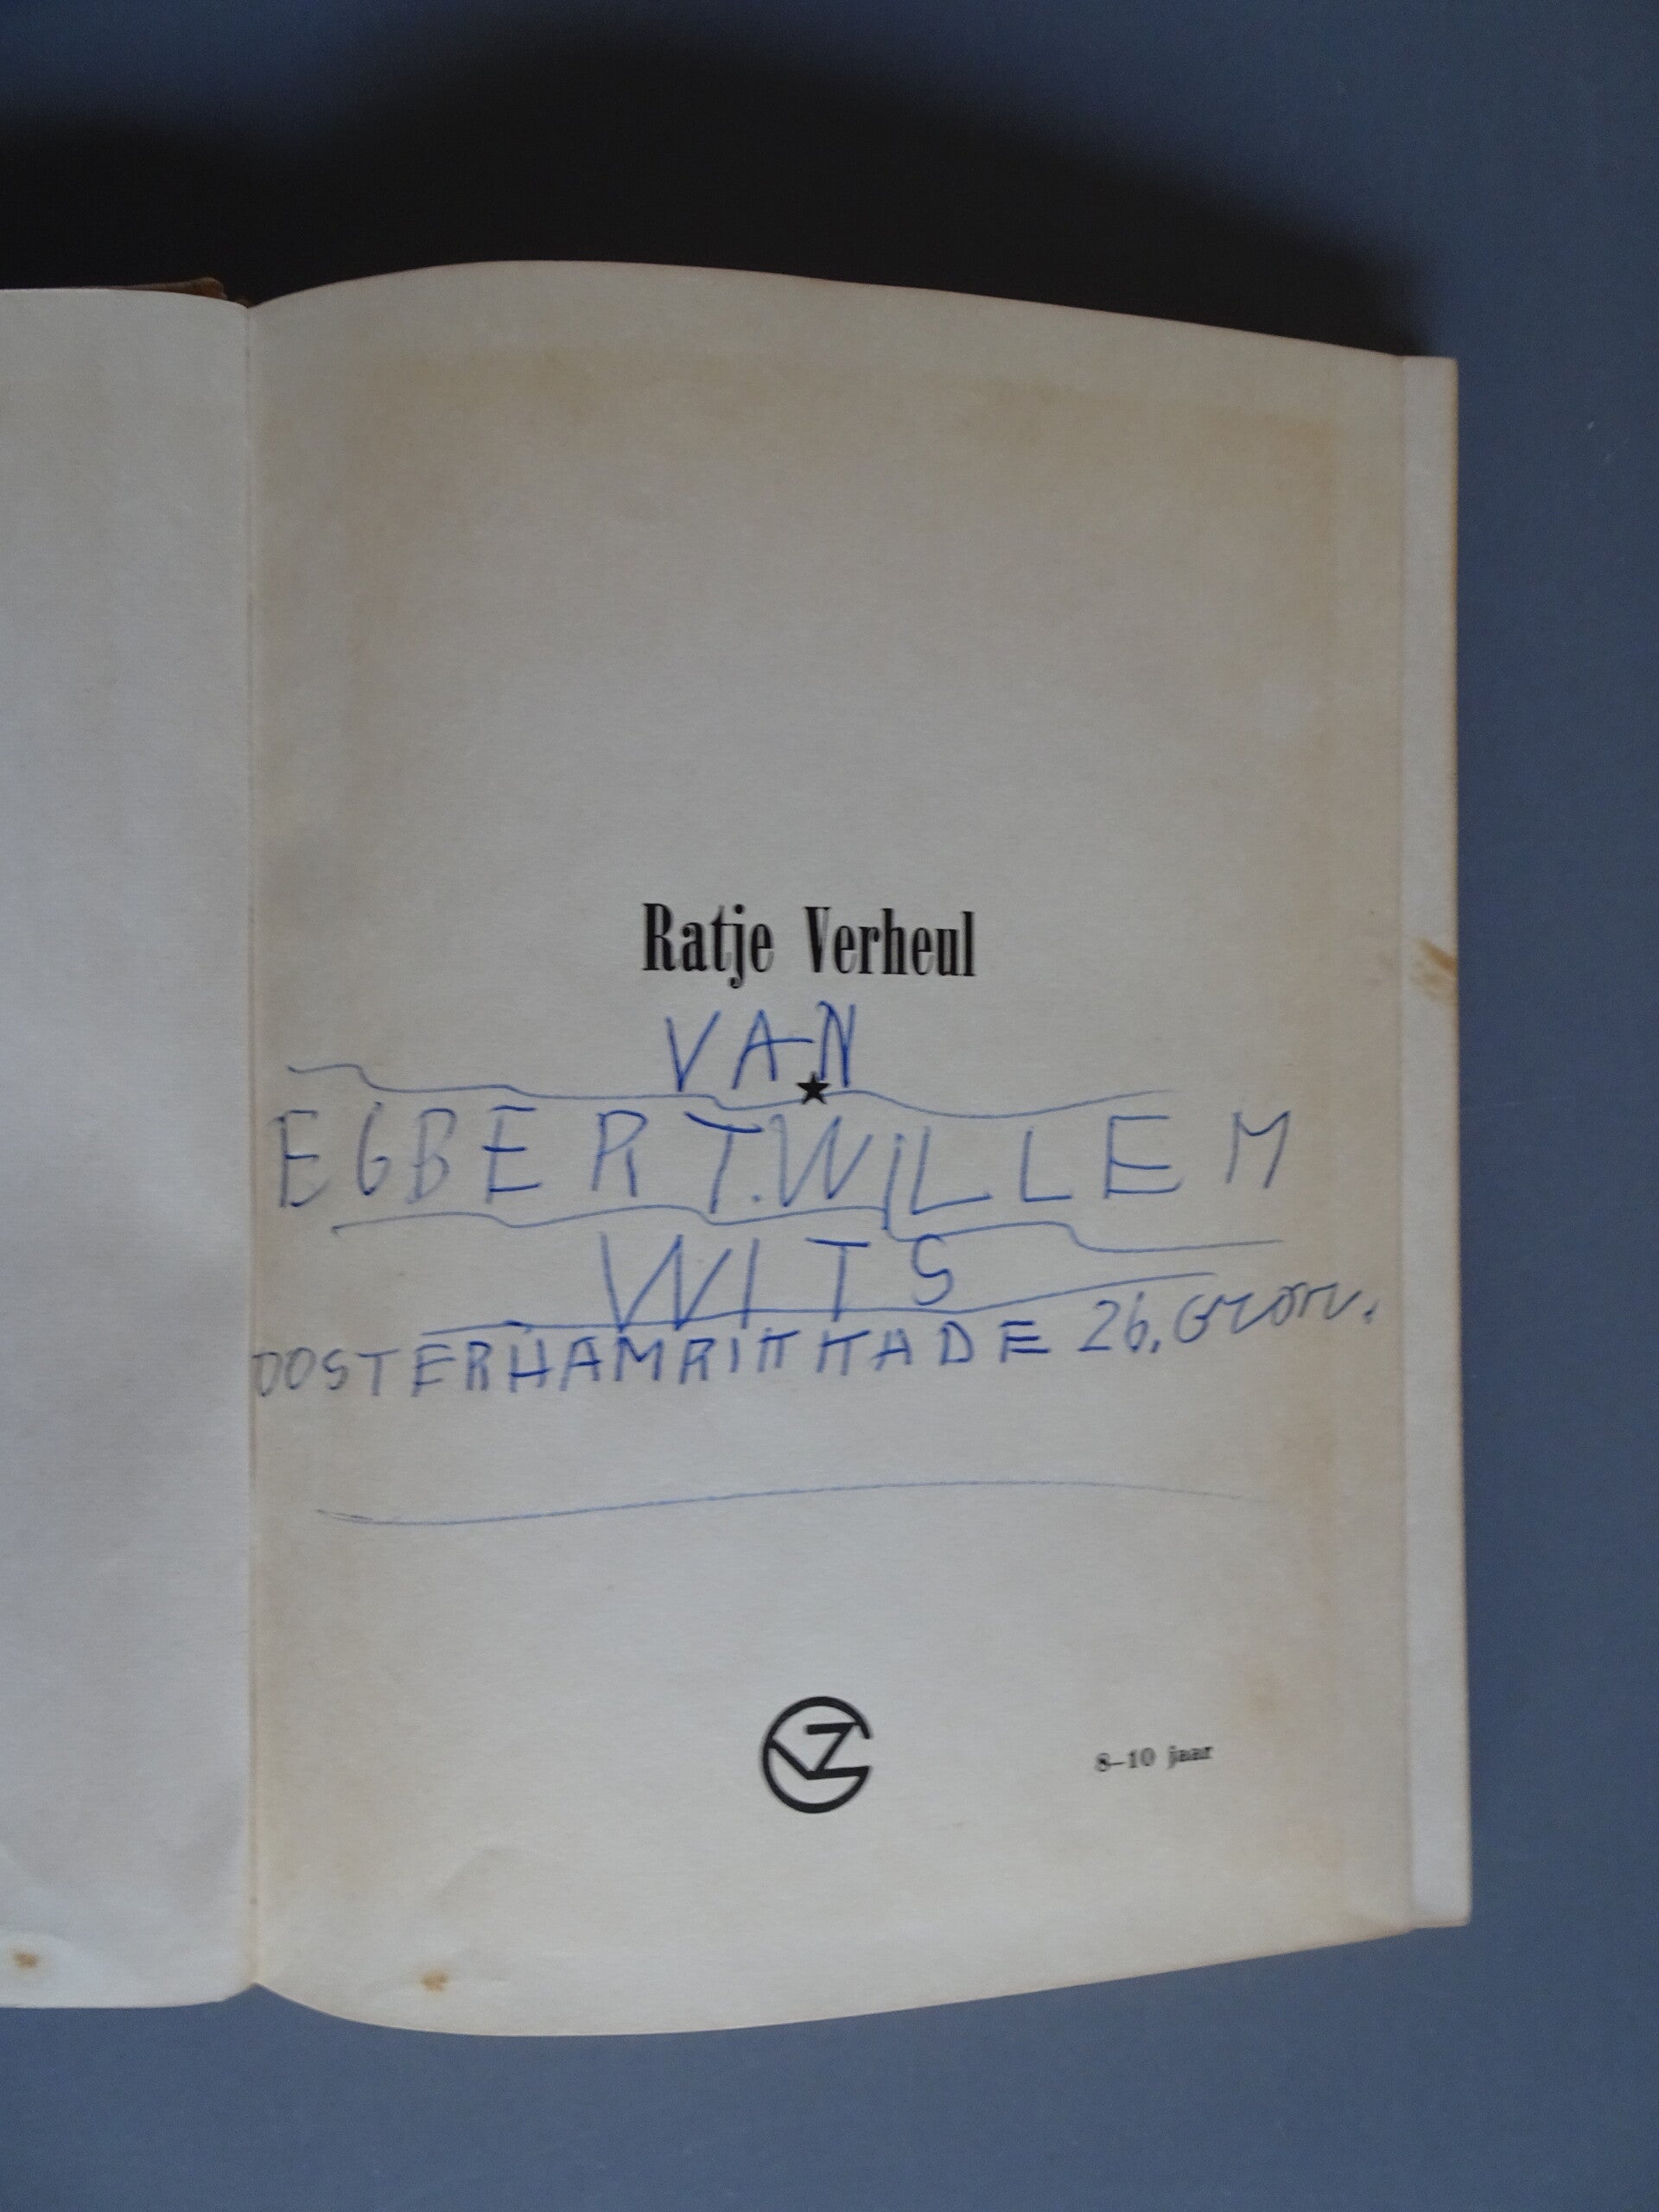 Ratje Verheul
VAN
EGBERT.WILLEM
WITS
OOSTERHAMRIKKADE 26, Gron.
8–10 jaar